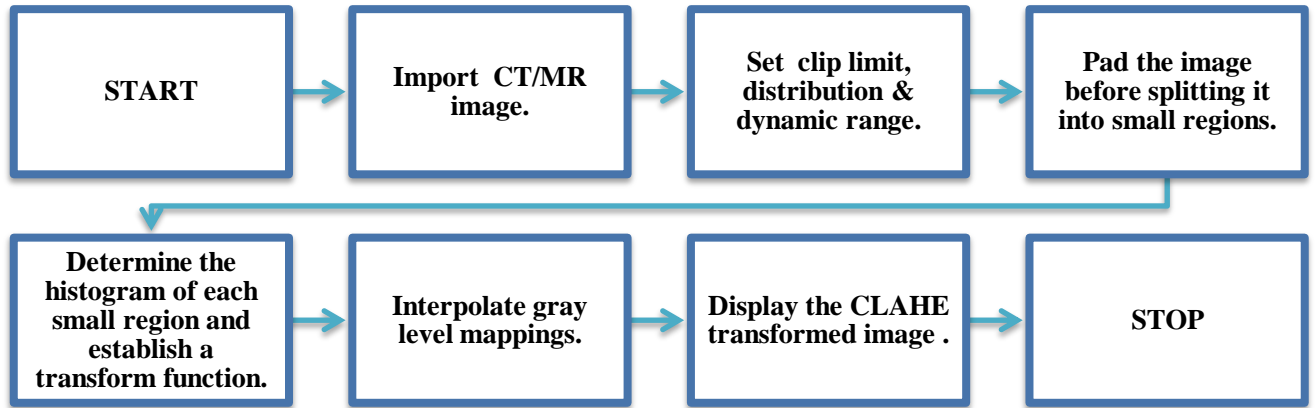 START
Import CT/MR
image.
Set clip limit,
distribution &
dynamic range.
Pad the image
before splitting it
into small regions.
Determine the
histogram of each
small region and
establish a
transform function.
Interpolate gray
level mappings.
Display the CLAHE
transformed image .
STOP